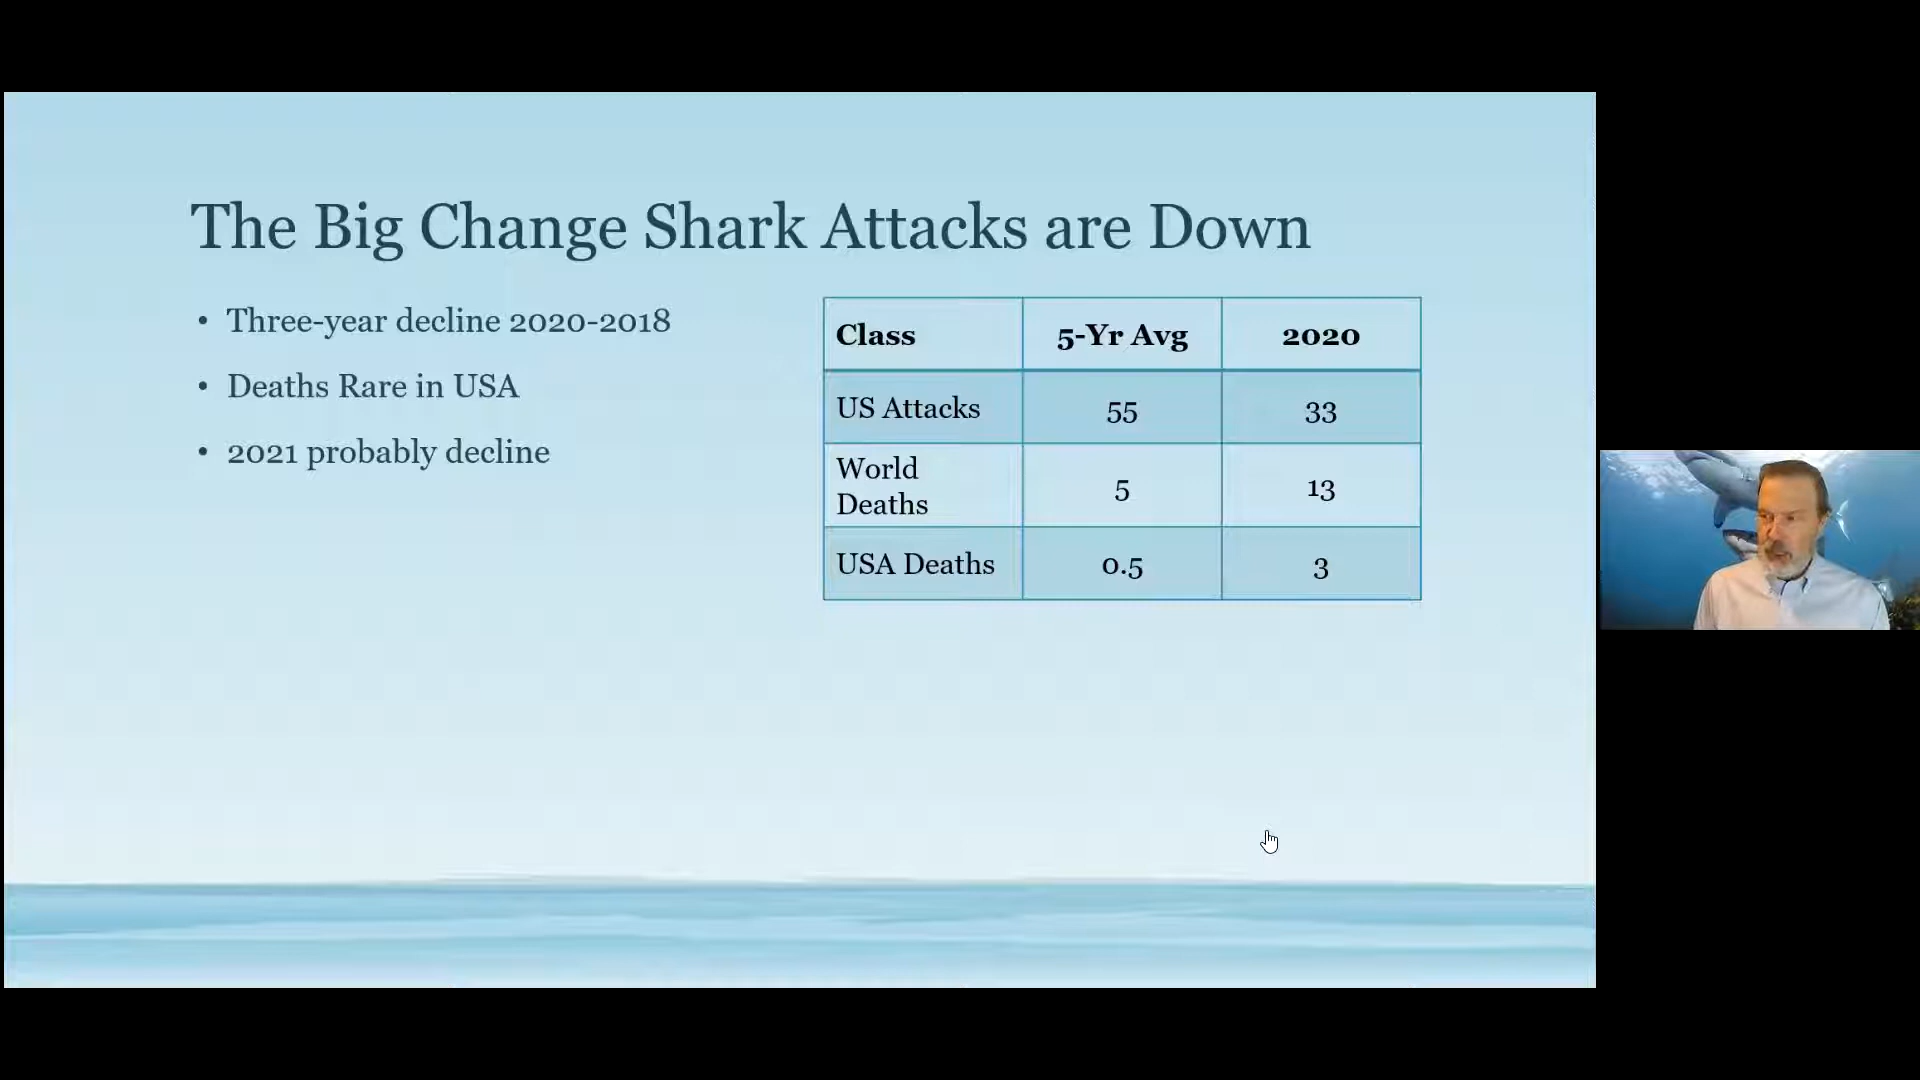 The Big Change Shark Attacks are Down
• Three-year decline 2020-2018
• Deaths Rare in USA
• 2021 probably decline
Class 5-Yr Avg 2020
US Attacks 55 33
World Deaths 5 13
USA Deaths 0.5 3